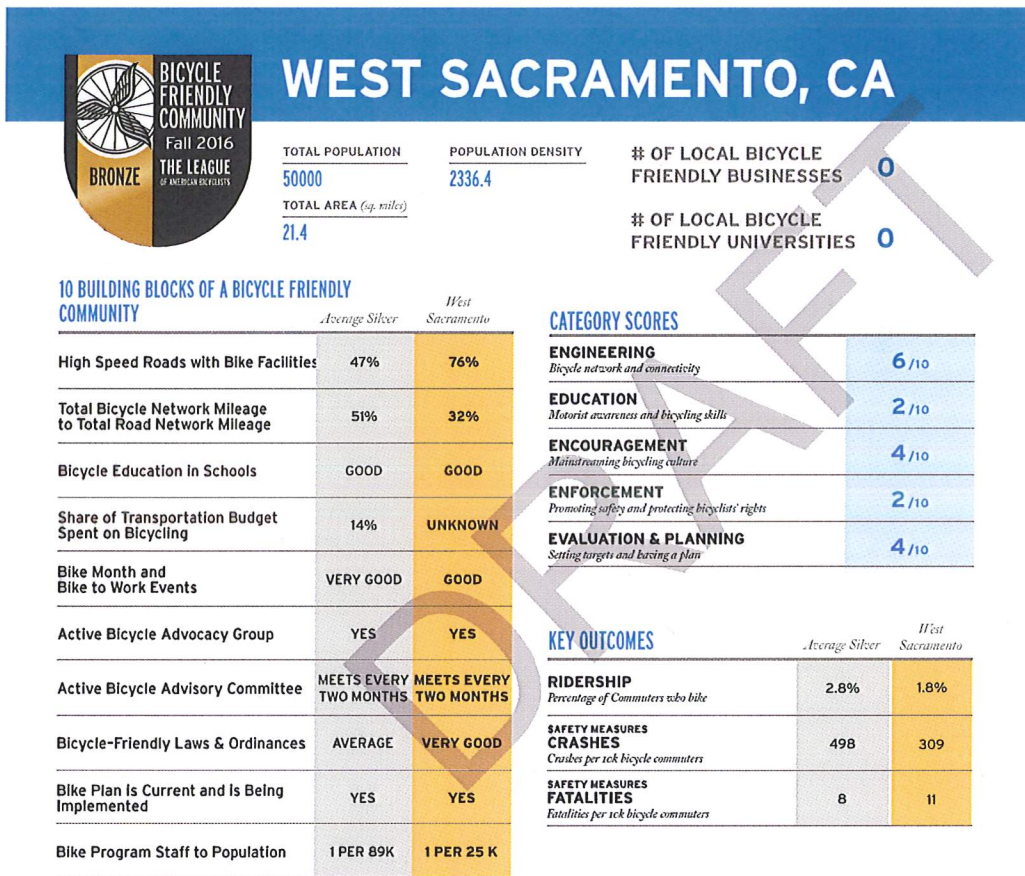 BICYCLE
FRIENDLY
COMMUNITY
Fall 2016
THE LEAGUE
OF AMERICAN BICYCLISTS
BRONZE
WEST SACRAMENTO, CA
TOTAL POPULATION
50000
TOTAL AREA (sq. miles)
21.4
POPULATION DENSITY
2336.4
# OF LOCAL BICYCLE
FRIENDLY BUSINESSES 0
# OF LOCAL BICYCLE
FRIENDLY UNIVERSITIES 0
10 BUILDING BLOCKS OF A BICYCLE FRIENDLY
COMMUNITY
Average Silver
West
Sacramento
High Speed Roads with Bike Facilities 47% 76%
Total Bicycle Network Mileage
to Total Road Network Mileage
51% 32%
Bicycle Education in Schools GOOD GOOD
Share of Transportation Budget
Spent on Bicycling
14% UNKNOWN
Bike Month and
Bike to Work Events
VERY GOOD GOOD
Active Bicycle Advocacy Group YES YES
Active Bicycle Advisory Committee
MEETS EVERY MEETS EVERY
TWO MONTHS TWO MONTHS
Bicycle-Friendly Laws & Ordinances AVERAGE VERY GOOD
Bike Plan is Current and is Being
Implemented
YES YES
Bike Program Staff to Population 1 PER 89K 1 PER 25 K
CATEGORY SCORES
ENGINEERING
Bicycle network and connectivity
6/10
EDUCATION
Motorist awareness and bicycling skills
2/10
ENCOURAGEMENT
Mainstreaming bicycling culture
4/10
ENFORCEMENT
Promoting safety and protecting bicyclists' rights
2/10
EVALUATION & PLANNING
Setting targets and having a plan
4/10
KEY OUTCOMES
Average Silver
West
Sacramento
RIDERSHIP
Percentage of Commuters who bike
2.8% 1.8%
SAFETY MEASURES
CRASHES
Crashes per 10k bicycle commuters
498 309
SAFETY MEASURES
FATALITIES
Fatalities per 10k bicycle commuters
8 11
DRAFT